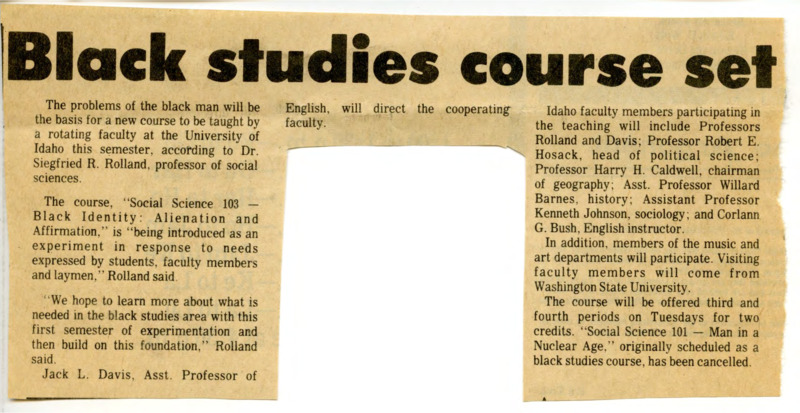 Black studies course set
The problems of the black man will be
the basis for a new course to be taught by
a rotating faculty at the University of
Idaho this semester, according to Dr.
Siegfried R. Rolland, professor of social
sciences.
The course, "Social Science 103 —
Black Identity: Alienation and
Affirmation," is "being introduced as an
experiment in response to needs
expressed by students, faculty members
and laymen," Rolland said.
"We hope to learn more about what is
needed in the black studies area with this
first semester of experimentation and
then build on this foundation," Rolland
said.
Jack L. Davis, Asst. Professor of
English, will direct the cooperating
faculty.
Idaho faculty members participating in
the teaching will include Professors
Rolland and Davis; Professor Robert E.
Hosack, head of political science;
Professor Harry H. Caldwell, chairman
of geography; Asst. Professor Willard
Barnes, history; Assistant Professor
Kenneth Johnson, sociology; and Corlann
G. Bush, English instructor.
In addition, members of the music and
art departments will participate. Visiting
faculty members will come from
Washington State University.
The course will be offered third and
fourth periods on Tuesdays for two
credits. "Social Science 101 — Man in a
Nuclear Age," originally scheduled as a
black studies course, has been cancelled.